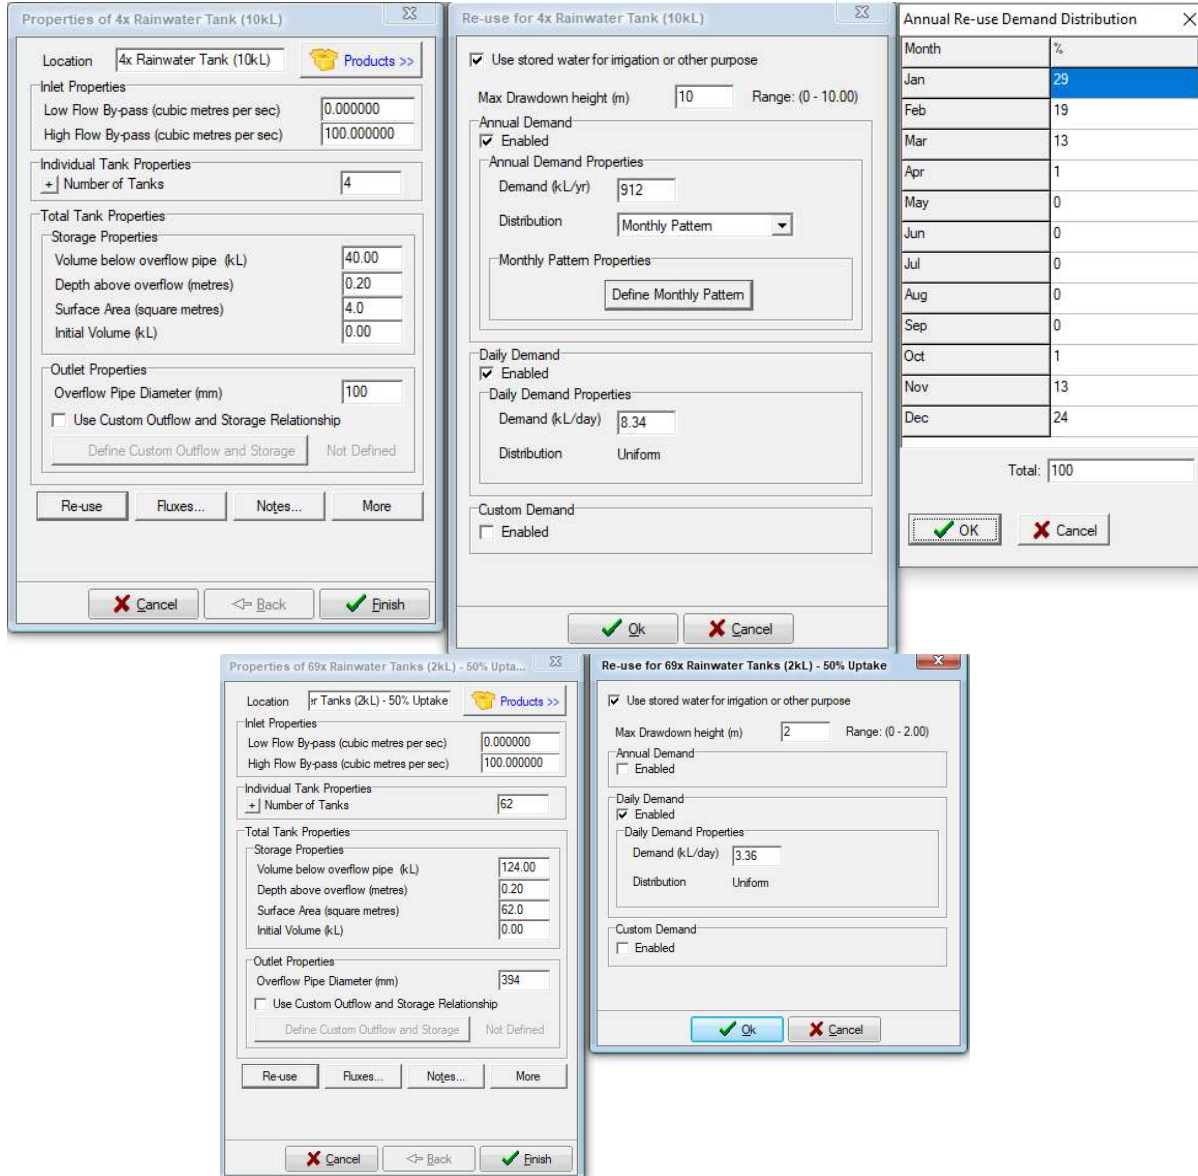 Properties of 4x Rainwater Tank (10kL)
Location 4x Rainwater Tank (10kL) Products >>
Inlet Properties
Low Flow By-pass (cubic metres per sec) 0.000000
High Flow By-pass (cubic metres per sec) 100.000000
Individual Tank Properties
+ Number of Tanks 4
Total Tank Properties
Storage Properties
Volume below overflow pipe (kL) 40.00
Depth above overflow (metres) 0.20
Surface Area (square metres) 4.0
Initial Volume (kL) 0.00
Outlet Properties
Overflow Pipe Diameter (mm) 100
Use Custom Outflow and Storage Relationship
Define Custom Outflow and Storage Not Defined
Re-use Fluxes... Notes... More
Cancel <= Back Finish
Re-use for 4x Rainwater Tank (10kL)
Use stored water for irrigation or other purpose
Max Drawdown height (m) 10 Range: (0 - 10.00)
Annual Demand
Enabled
Annual Demand Properties
Demand (kL/yr) 912
Distribution Monthly Pattern
Monthly Pattern Properties
Define Monthly Pattern
Daily Demand
Enabled
Daily Demand Properties
Demand (kL/day) 8.34
Distribution Uniform
Custom Demand
Enabled
Ok Cancel
Annual Re-use Demand Distribution
Month %
Jan 29
Feb 19
Mar 13
Apr 1
May 0
Jun 0
Jul 0
Aug 0
Sep 0
Oct 1
Nov 13
Dec 24
Total: 100
OK Cancel
Properties of 69x Rainwater Tanks (2kL) - 50% Upta...
Location er Tanks (2kL) - 50% Uptake Products >>
Inlet Properties
Low Flow By-pass (cubic metres per sec) 0.000000
High Flow By-pass (cubic metres per sec) 100.000000
Individual Tank Properties
+ Number of Tanks 62
Total Tank Properties
Storage Properties
Volume below overflow pipe (kL) 124.00
Depth above overflow (metres) 0.20
Surface Area (square metres) 62.0
Initial Volume (kL) 0.00
Outlet Properties
Overflow Pipe Diameter (mm) 394
Use Custom Outflow and Storage Relationship
Define Custom Outflow and Storage Not Defined
Re-use Fluxes... Notes... More
Cancel <= Back Finish
Re-use for 69x Rainwater Tanks (2kL) - 50% Uptake
Use stored water for irrigation or other purpose
Max Drawdown height (m) 2 Range: (0 - 2.00)
Annual Demand
Enabled
Daily Demand
Enabled
Daily Demand Properties
Demand (kL/day) 3.36
Distribution Uniform
Custom Demand
Enabled
Ok Cancel